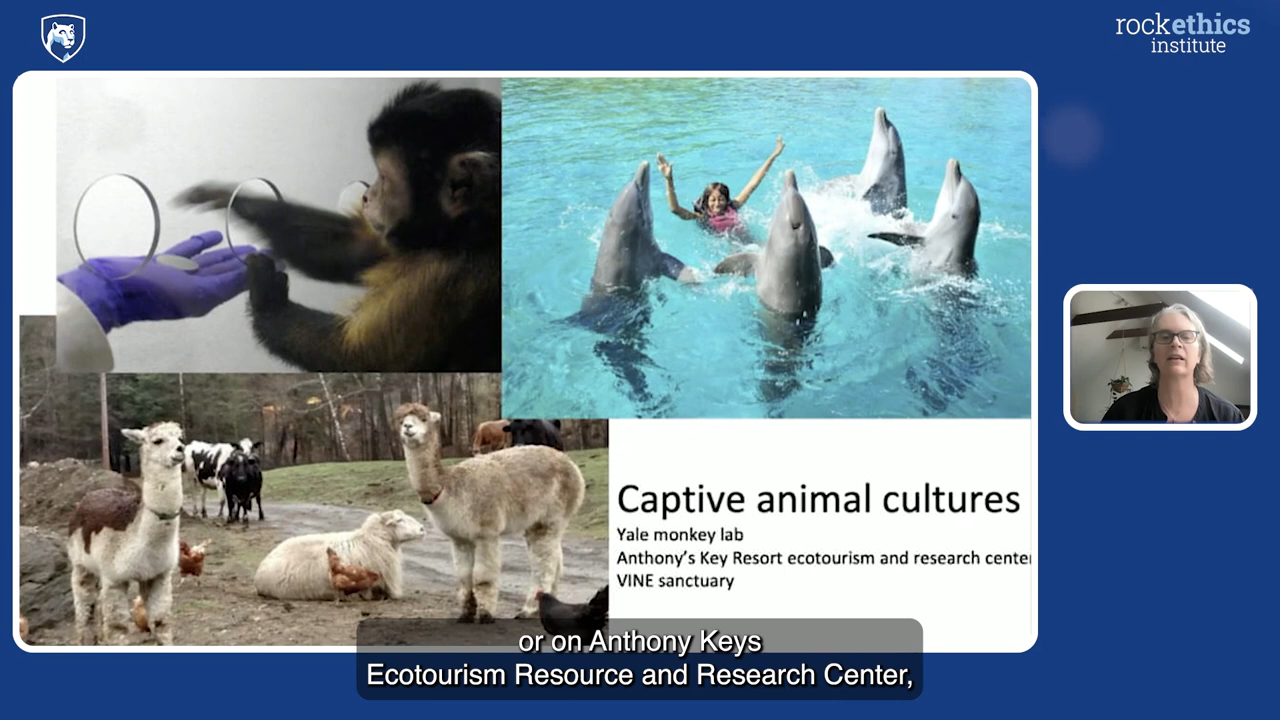 rockethics
institute
Captive animal cultures
Yale monkey lab
Anthony's Key Resort ecotourism and research center
VINE sanctuary
or on Anthony Keys
Ecotourism Resource and Research Center,